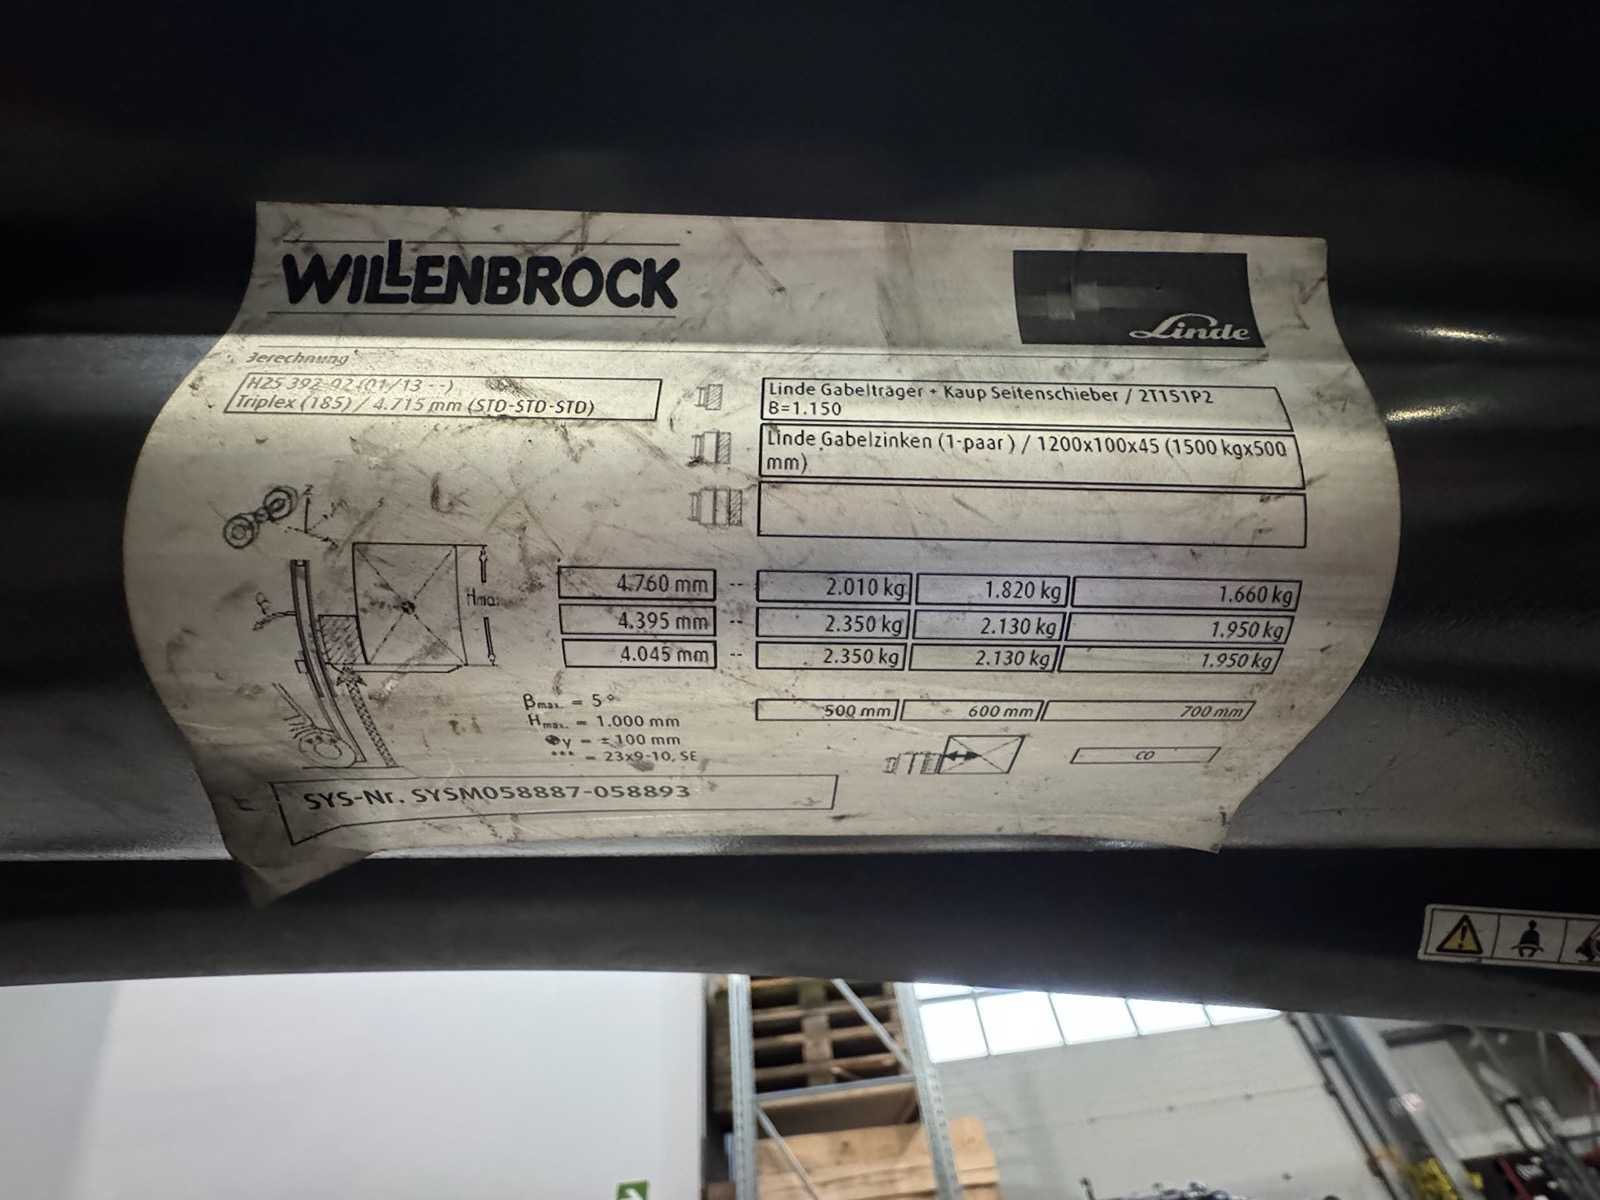 WILLENBROCK
Linde
Berechnung
H25 392-02 (01/13 --)
Triplex (185) / 4.715 mm (STD-STD-STD)
Linde Gabelträger + Kaup Seitenschieber / 2T151P2
B=1.150
Linde Gabelzinken (1-paar) / 1200x100x45 (1500 kgx500
mm)
z
β
Hmax
4.760 mm -- 2.010 kg 1.820 kg 1.660 kg
4.395 mm -- 2.350 kg 2.130 kg 1.950 kg
4.045 mm -- 2.350 kg 2.130 kg 1.950 kg
500 mm 600 mm 700 mm
βmax. = 5°
Hmax. = 1.000 mm
y = ±100 mm
*** = 23x9-10, SE
CO
SYS-Nr. SYSM058887-058893